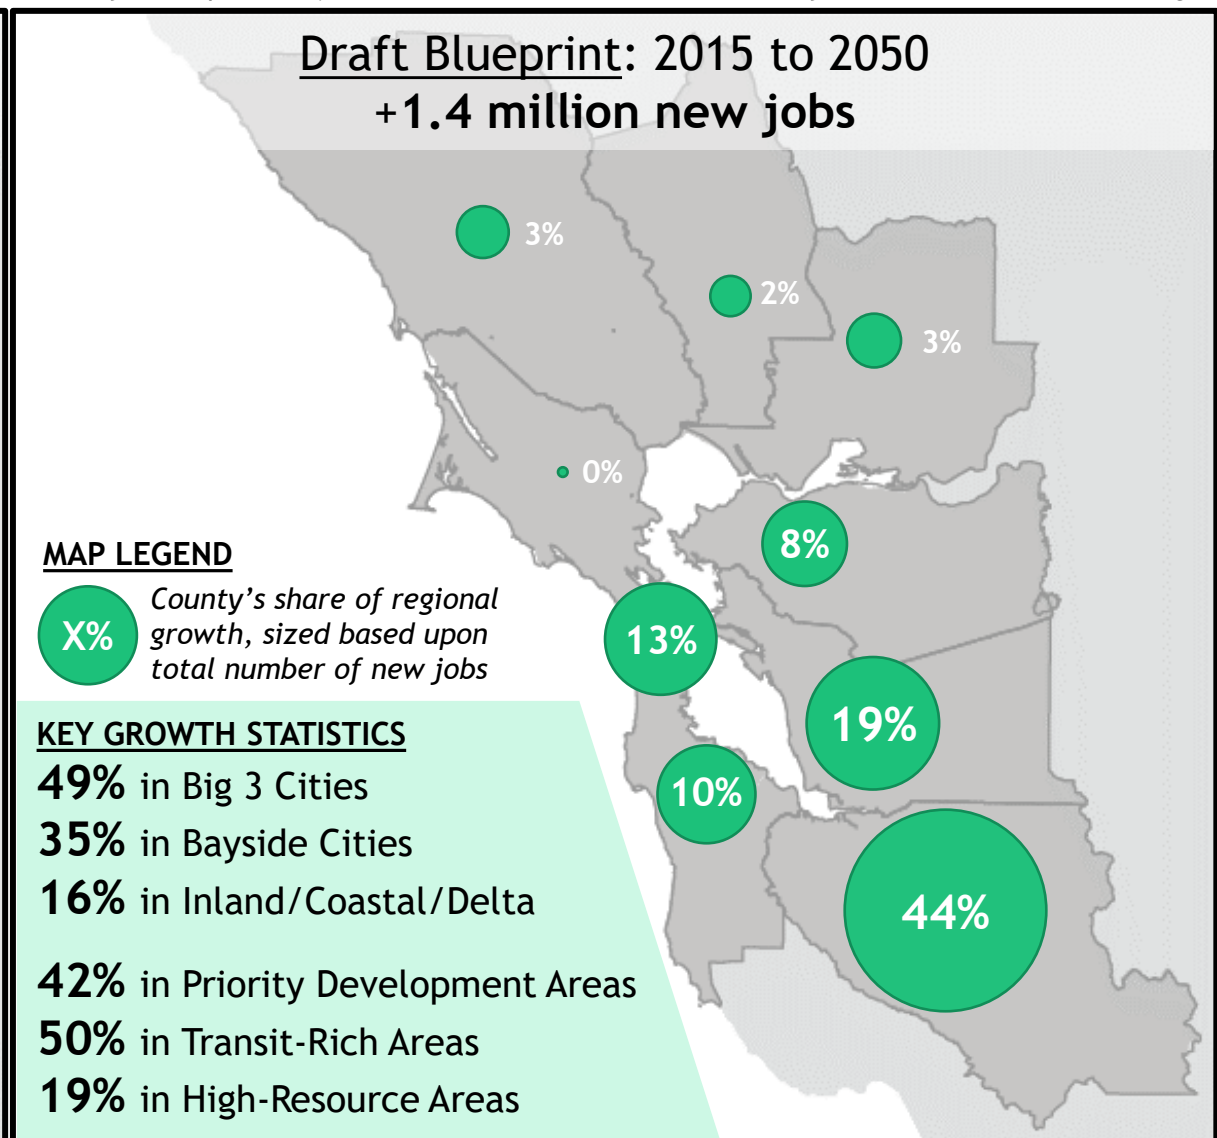 Draft Blueprint: 2015 to 2050
+1.4 million new jobs
3%
2%
3%
0%
8%
MAP LEGEND
X%
County's share of regional
growth, sized based upon
total number of new jobs
13%
19%
10%
44%
KEY GROWTH STATISTICS
49% in Big 3 Cities
35% in Bayside Cities
16% in Inland/Coastal/Delta
42% in Priority Development Areas
50% in Transit-Rich Areas
19% in High-Resource Areas